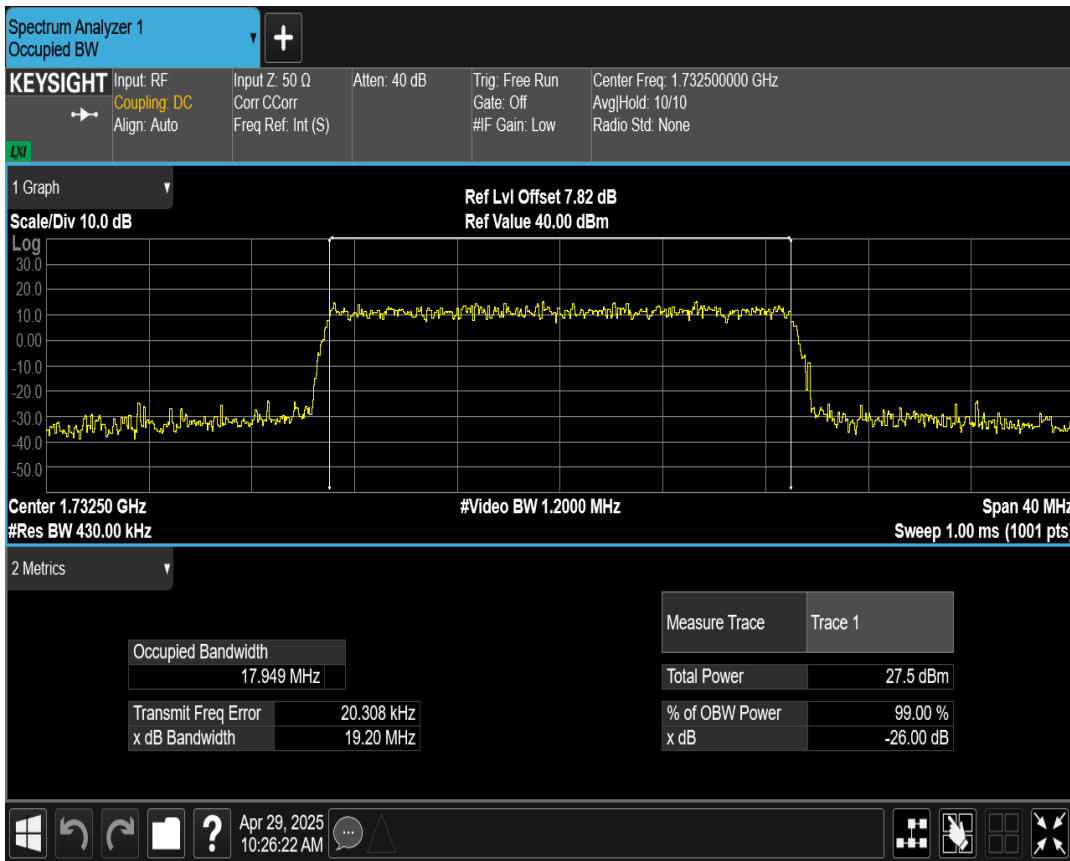 Spectrum Analyzer 1
Occupied BW
+
KEYSIGHT
LXI
Input: RF
Coupling: DC
Align: Auto
Input Z: 50 Ω
Corr CCorr
Freq Ref: Int (S)
Atten: 40 dB
Trig: Free Run
Gate: Off
#IF Gain: Low
Center Freq: 1.732500000 GHz
Avg|Hold: 10/10
Radio Std: None
1 Graph
Ref Lvl Offset 7.82 dB
Scale/Div 10.0 dB
Ref Value 40.00 dBm
Log
30.0
20.0
10.0
0.00
-10.0
-20.0
-30.0
-40.0
-50.0
Center 1.73250 GHz
#Video BW 1.2000 MHz
Span 40 MHz
#Res BW 430.00 kHz
Sweep 1.00 ms (1001 pts)
2 Metrics
Measure Trace Trace 1
Occupied Bandwidth
17.949 MHz
Total Power 27.5 dBm
Transmit Freq Error 20.308 kHz
% of OBW Power 99.00 %
x dB Bandwidth 19.20 MHz
x dB -26.00 dB
?
Apr 29, 2025
10:26:22 AM